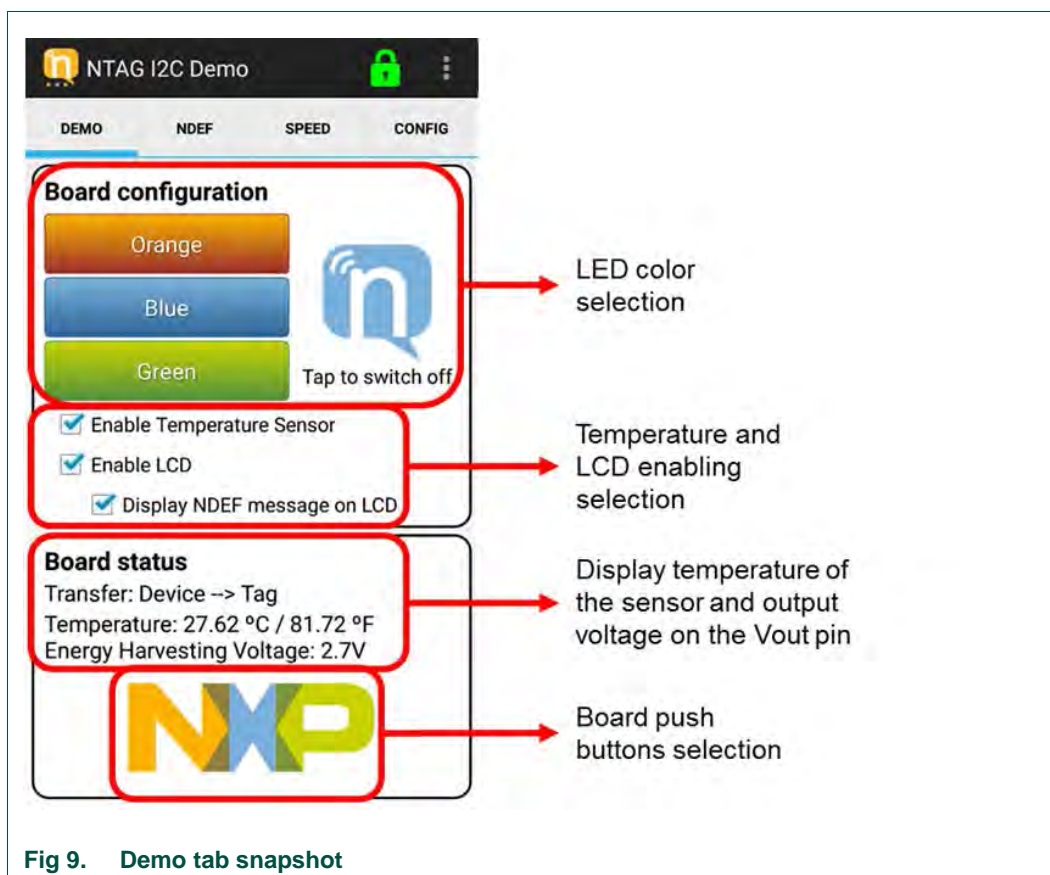 NTAG I2C Demo
DEMO NDEF SPEED CONFIG
Board configuration
Orange
Blue
Green
Tap to switch off
Enable Temperature Sensor
Enable LCD
Display NDEF message on LCD
Board status
Transfer: Device --> Tag
Temperature: 27.62 ºC / 81.72 ºF
Energy Harvesting Voltage: 2.7V
NXP
LED color
selection
Temperature and
LCD enabling
selection
Display temperature of
the sensor and output
voltage on the Vout pin
Board push
buttons selection
Fig 9. Demo tab snapshot